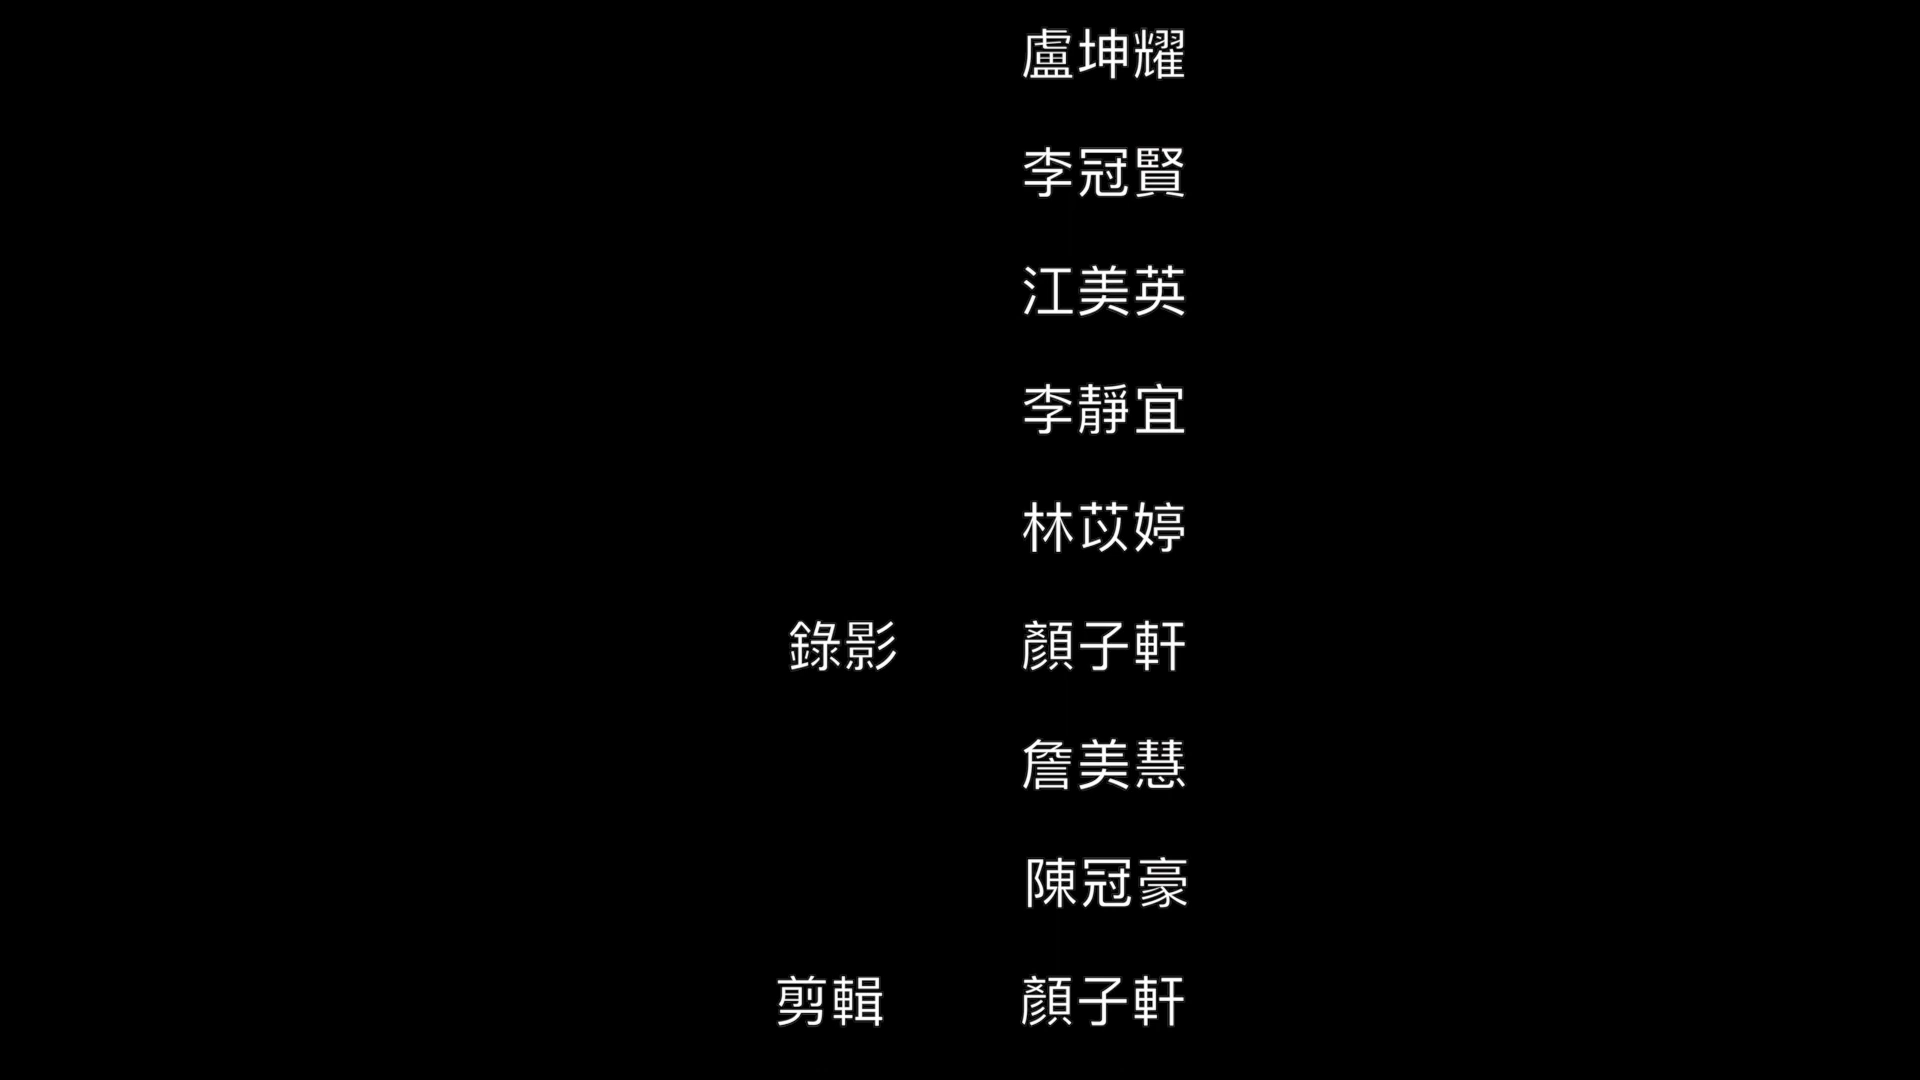 盧坤耀
李冠賢
江美英
李靜宜
林苡婷
錄影 顏子軒
詹美慧
陳冠豪
剪輯 顏子軒